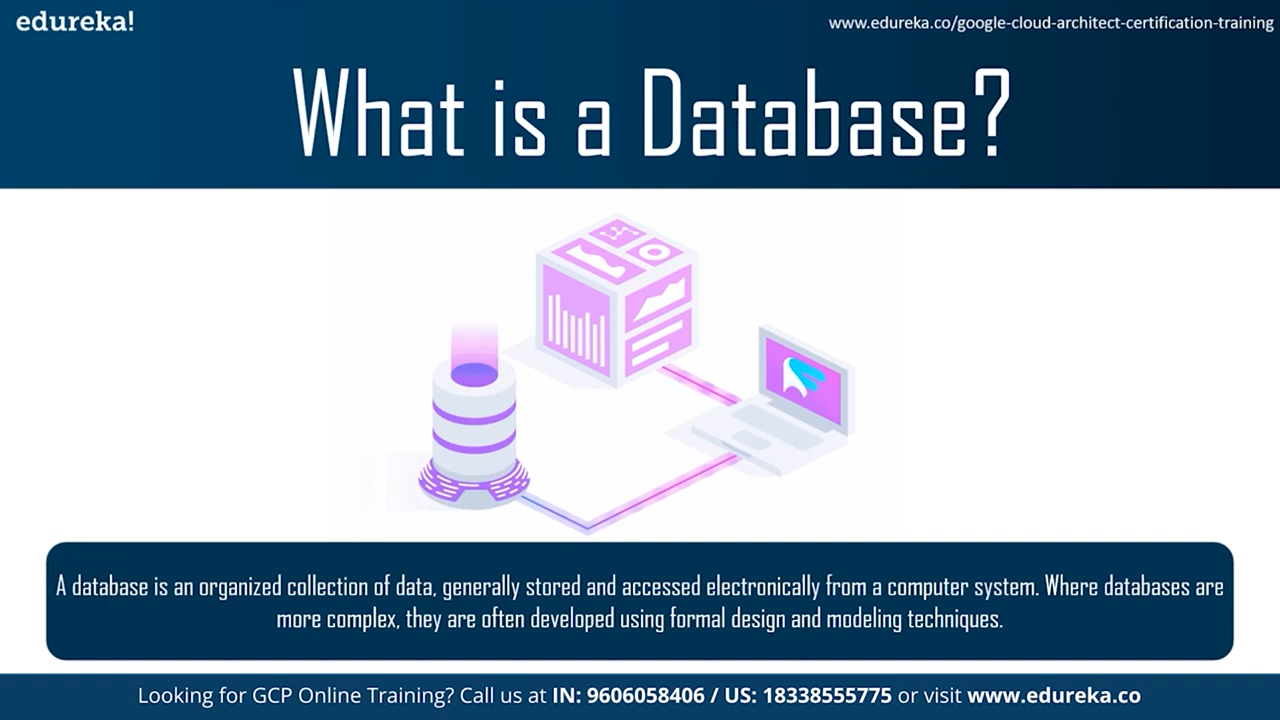 edureka!
www.edureka.co/google-cloud-architect-certification-training
What is a Database?
A database is an organized collection of data, generally stored and accessed electronically from a computer system. Where databases are
more complex, they are often developed using formal design and modeling techniques.
Looking for GCP Online Training? Call us at IN: 9606058406 / US: 18338555775 or visit www.edureka.co